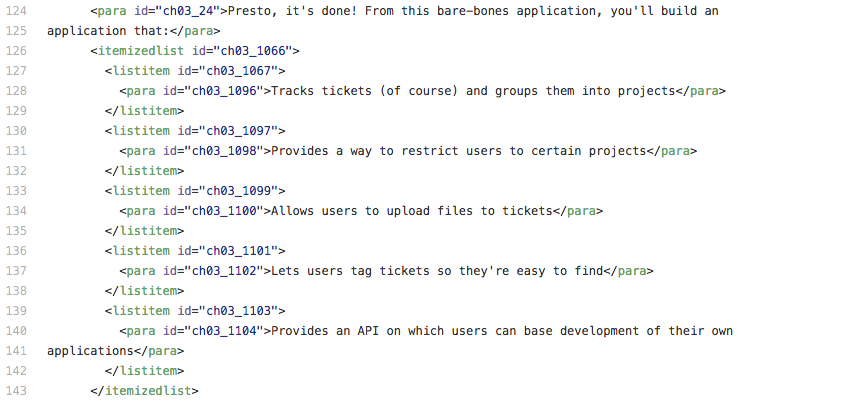 124 <para id="ch03_24">Presto, it's done! From this bare-bones application, you'll build an
125 application that:</para>
126 <itemizedlist id="ch03_1066">
127 <listitem id="ch03_1067">
128 <para id="ch03_1096">Tracks tickets (of course) and groups them into projects</para>
129 </listitem>
130 <listitem id="ch03_1097">
131 <para id="ch03_1098">Provides a way to restrict users to certain projects</para>
132 </listitem>
133 <listitem id="ch03_1099">
134 <para id="ch03_1100">Allows users to upload files to tickets</para>
135 </listitem>
136 <listitem id="ch03_1101">
137 <para id="ch03_1102">Lets users tag tickets so they're easy to find</para>
138 </listitem>
139 <listitem id="ch03_1103">
140 <para id="ch03_1104">Provides an API on which users can base development of their own
141 applications</para>
142 </listitem>
143 </itemizedlist>